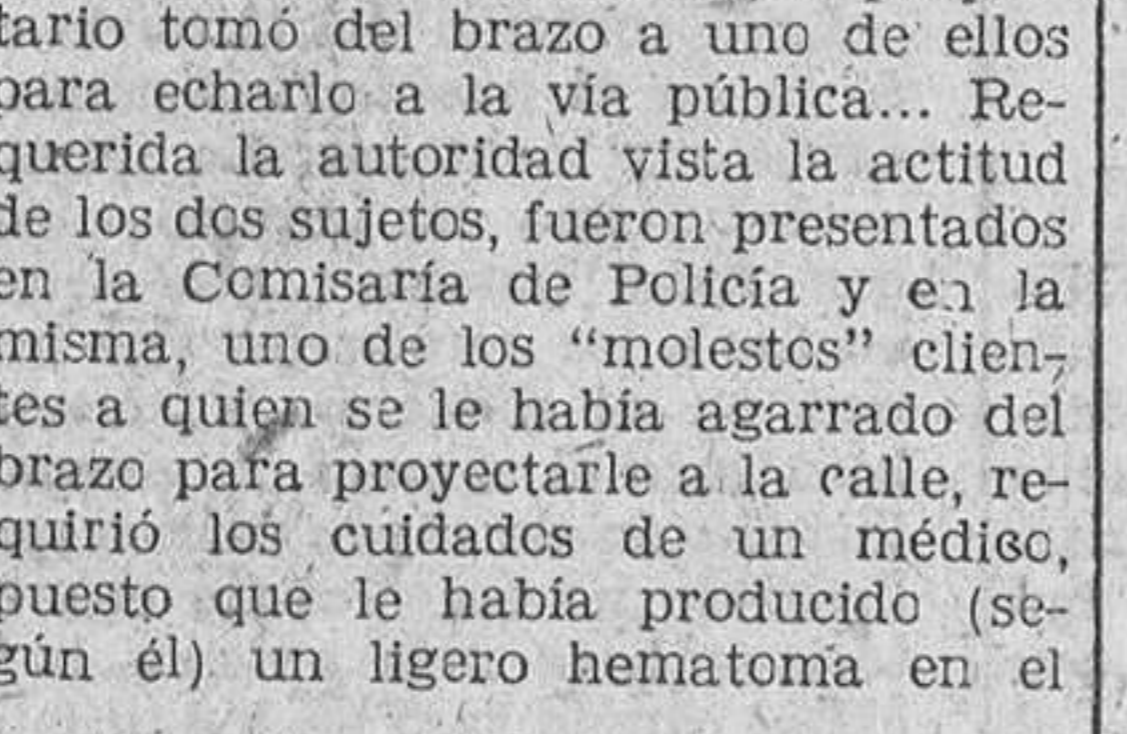 tario tomó del brazo a uno de ellos
para echarlo a la vía pública... Re-
querida la autoridad vista la actitud
de los dos sujetos, fueron presentados
en la Comisaría de Policía y en la
misma, uno de los “molestos” clien-
tes a quien se le había agarrado del
brazo para proyectarle a la calle, re-
quirió los cuidados de un médico,
puesto que le había producido (se-
gún él) un ligero hematoma en el